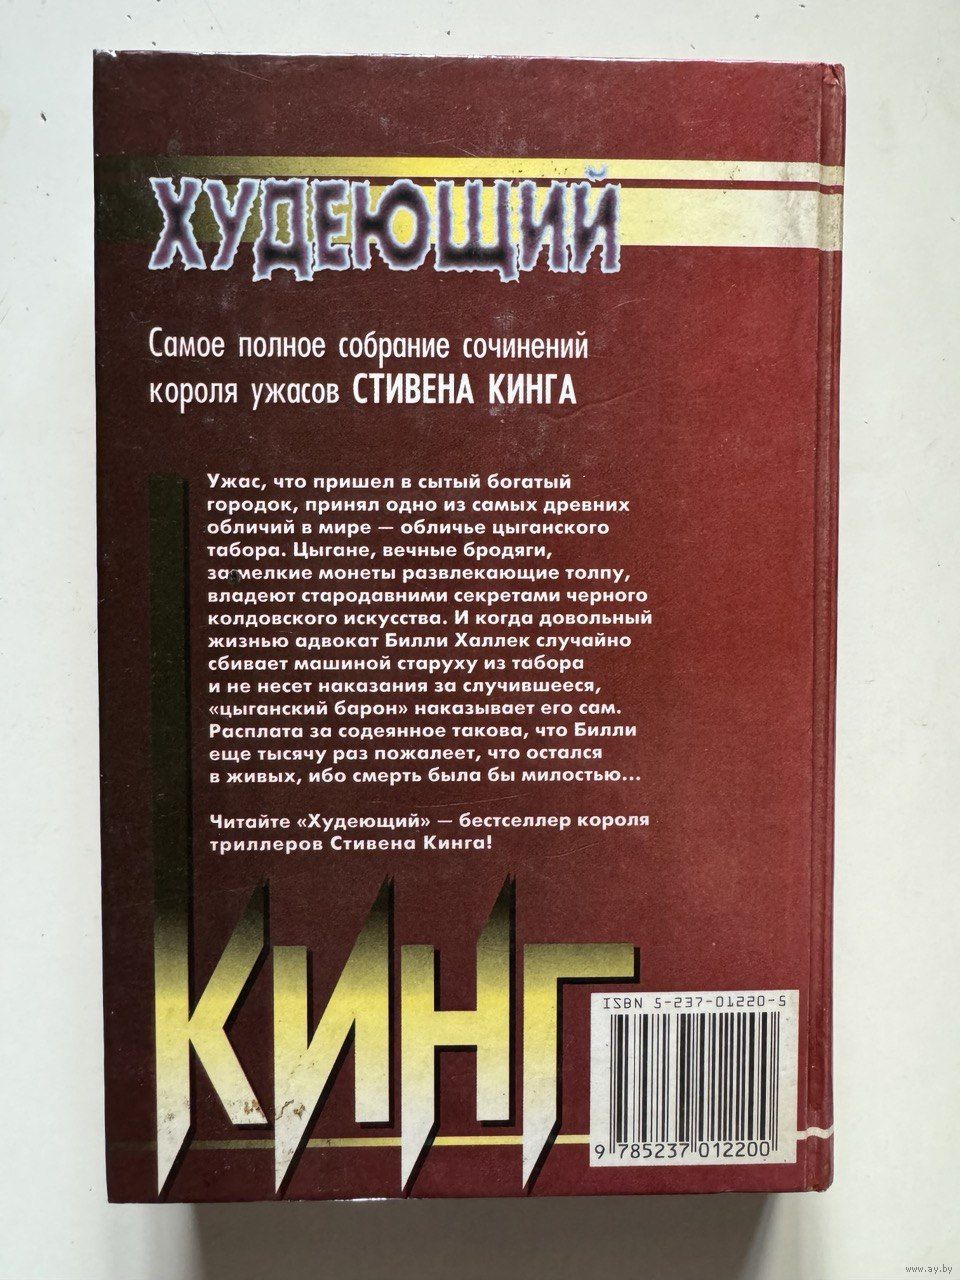 ХУДЕЮЩИЙ
Самое полное собрание сочинений
короля ужасов СТИВЕНА КИНГА
Ужас, что пришел в сытый богатый
городок, принял одно из самых древних
обличий в мире — обличье цыганского
табора. Цыгане, вечные бродяги,
за мелкие монеты развлекающие толпу,
владеют стародавними секретами черного
колдовского искусства. И когда довольный
жизнью адвокат Билли Халлек случайно
сбивает машиной старуху из табора
и не несет наказания за случившееся,
«цыганский барон» наказывает его сам.
Расплата за содеянное такова, что Билли
еще тысячу раз пожалеет, что остался
в живых, ибо смерть была бы милостью...
Читайте «Худеющий» — бестселлер короля
триллеров Стивена Кинга!
КИНГ
ISBN 5-237-01220-5
9 785237 012200
www.ay.by